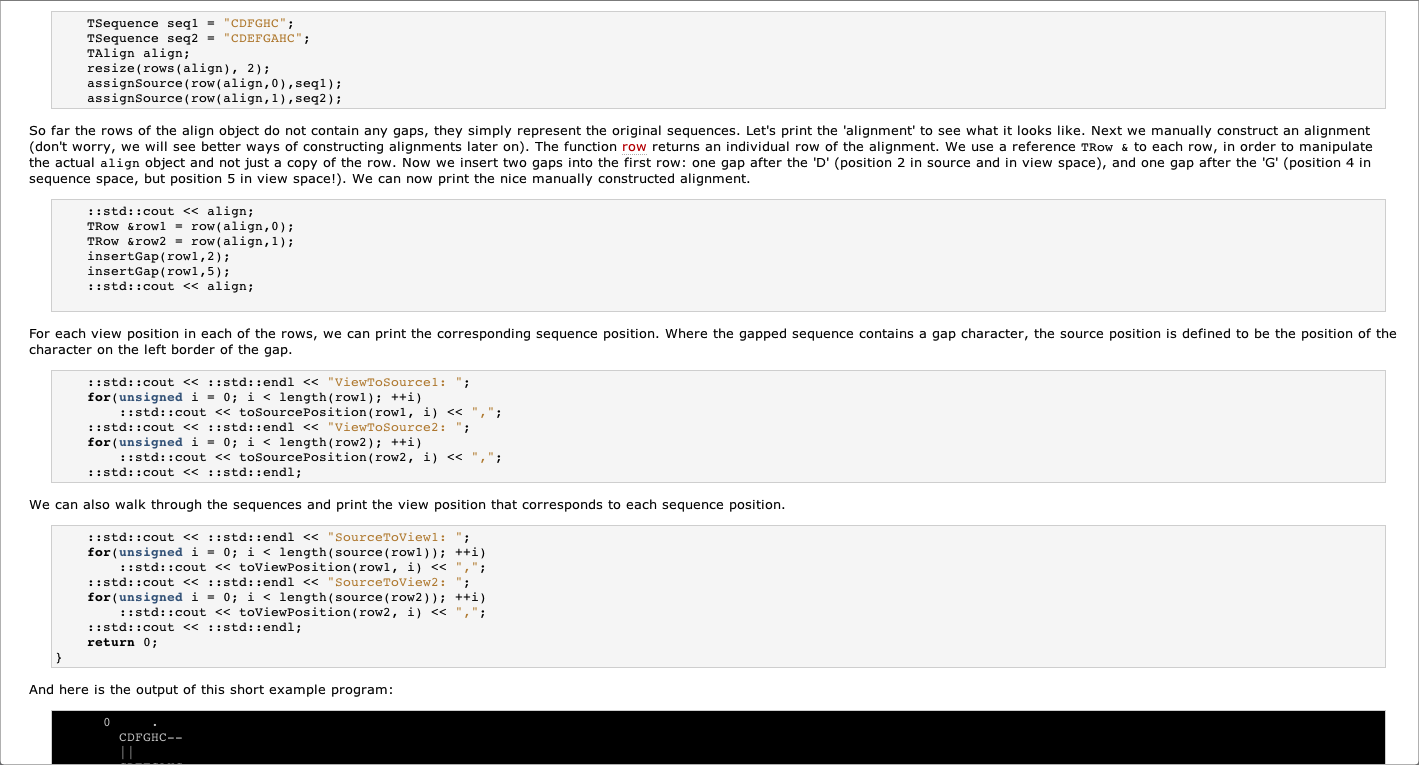 TSequence seq1 = "CDFGHC";
TSequence seq2 = "CDEFGAHC";
TAlign align;
resize(rows(align), 2);
assignSource(row(align,0),seq1);
assignSource(row(align,1),seq2);
So far the rows of the align object do not contain any gaps, they simply represent the original sequences. Let's print the 'alignment' to see what it looks like. Next we manually construct an alignment
(don't worry, we will see better ways of constructing alignments later on). The function row returns an individual row of the alignment. We use a reference TRow & to each row, in order to manipulate
the actual align object and not just a copy of the row. Now we insert two gaps into the first row: one gap after the 'D' (position 2 in source and in view space), and one gap after the 'G' (position 4 in
sequence space, but position 5 in view space!). We can now print the nice manually constructed alignment.
::std::cout << align;
TRow &row1 = row(align,0);
TRow &row2 = row(align,1);
insertGap(row1,2);
insertGap(row1,5);
::std::cout << align;
For each view position in each of the rows, we can print the corresponding sequence position. Where the gapped sequence contains a gap character, the source position is defined to be the position of the
character on the left border of the gap.
::std::cout << ::std::endl << "ViewToSource1: ";
for(unsigned i = 0; i < length(row1); ++i)
::std::cout << toSourcePosition(row1, i) << ",";
::std::cout << ::std::endl << "ViewToSource2: ";
for(unsigned i = 0; i < length(row2); ++i)
::std::cout << toSourcePosition(row2, i) << ",";
::std::cout << ::std::endl;
We can also walk through the sequences and print the view position that corresponds to each sequence position.
::std::cout << ::std::endl << "SourceToView1: ";
for(unsigned i = 0; i < length(source(row1)); ++i)
::std::cout << toViewPosition(row1, i) << ",";
::std::cout << ::std::endl << "SourceToView2: ";
for(unsigned i = 0; i < length(source(row2)); ++i)
::std::cout << toViewPosition(row2, i) << ",";
::std::cout << ::std::endl;
return 0;
}
And here is the output of this short example program:
0 .
CDFGHC--
||